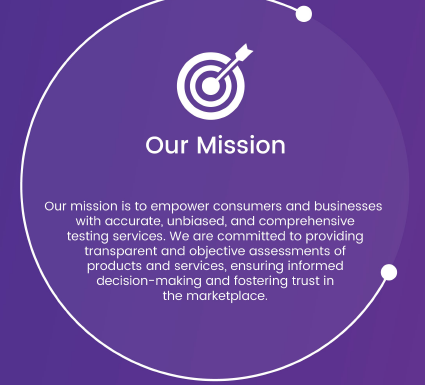 Our Mission
Our mission is to empower consumers and businesses
with accurate, unbiased, and comprehensive
testing services. We are committed to providing
transparent and objective assessments of
products and services, ensuring informed
decision-making and fostering trust in
the marketplace.